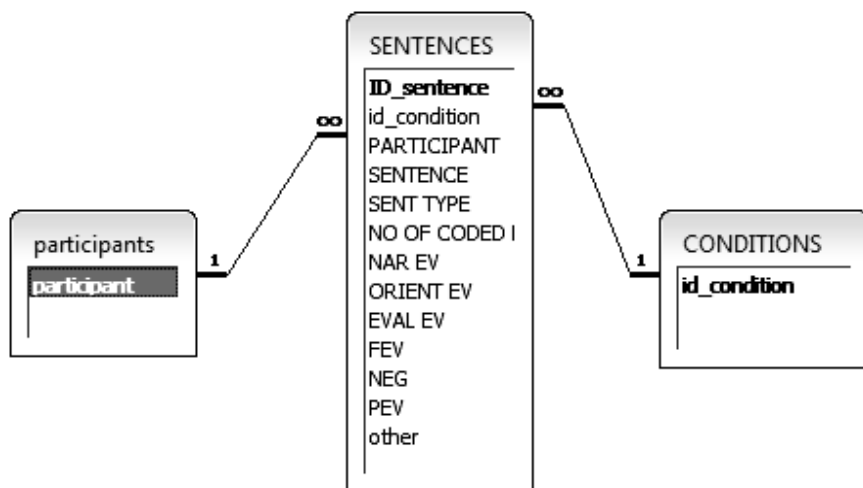 SENTENCES
ID_sentence
id_condition
PARTICIPANT
SENTENCE
SENT TYPE
NO OF CODED
NAR EV
ORIENT EV
EVAL EV
FEV
NEG
PEV
other
∞
∞
participants
participant
1
1
CONDITIONS
id_condition